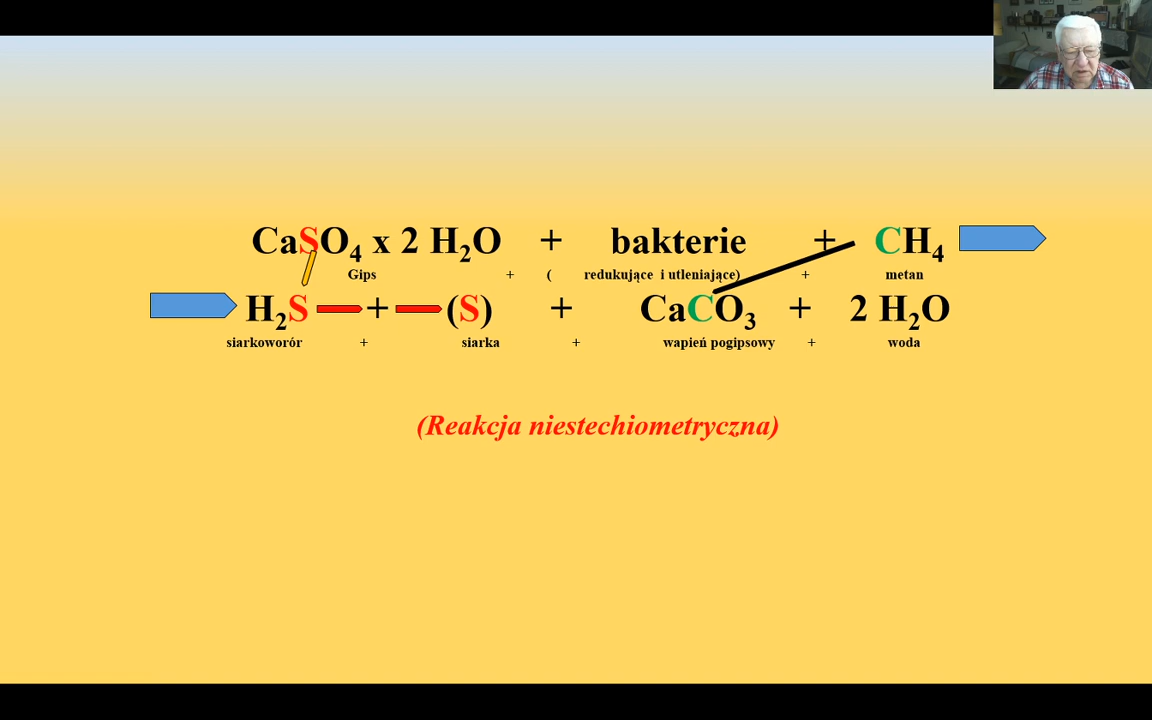 CaSO₄ x 2 H₂O + bakterie + CH₄
Gips + ( redukujące i utleniające) + metan
H₂S + (S) + CaCO₃ + 2 H₂O
siarkoworór + siarka + wapień pogipsowy + woda
(Reakcja niestechiometryczna)